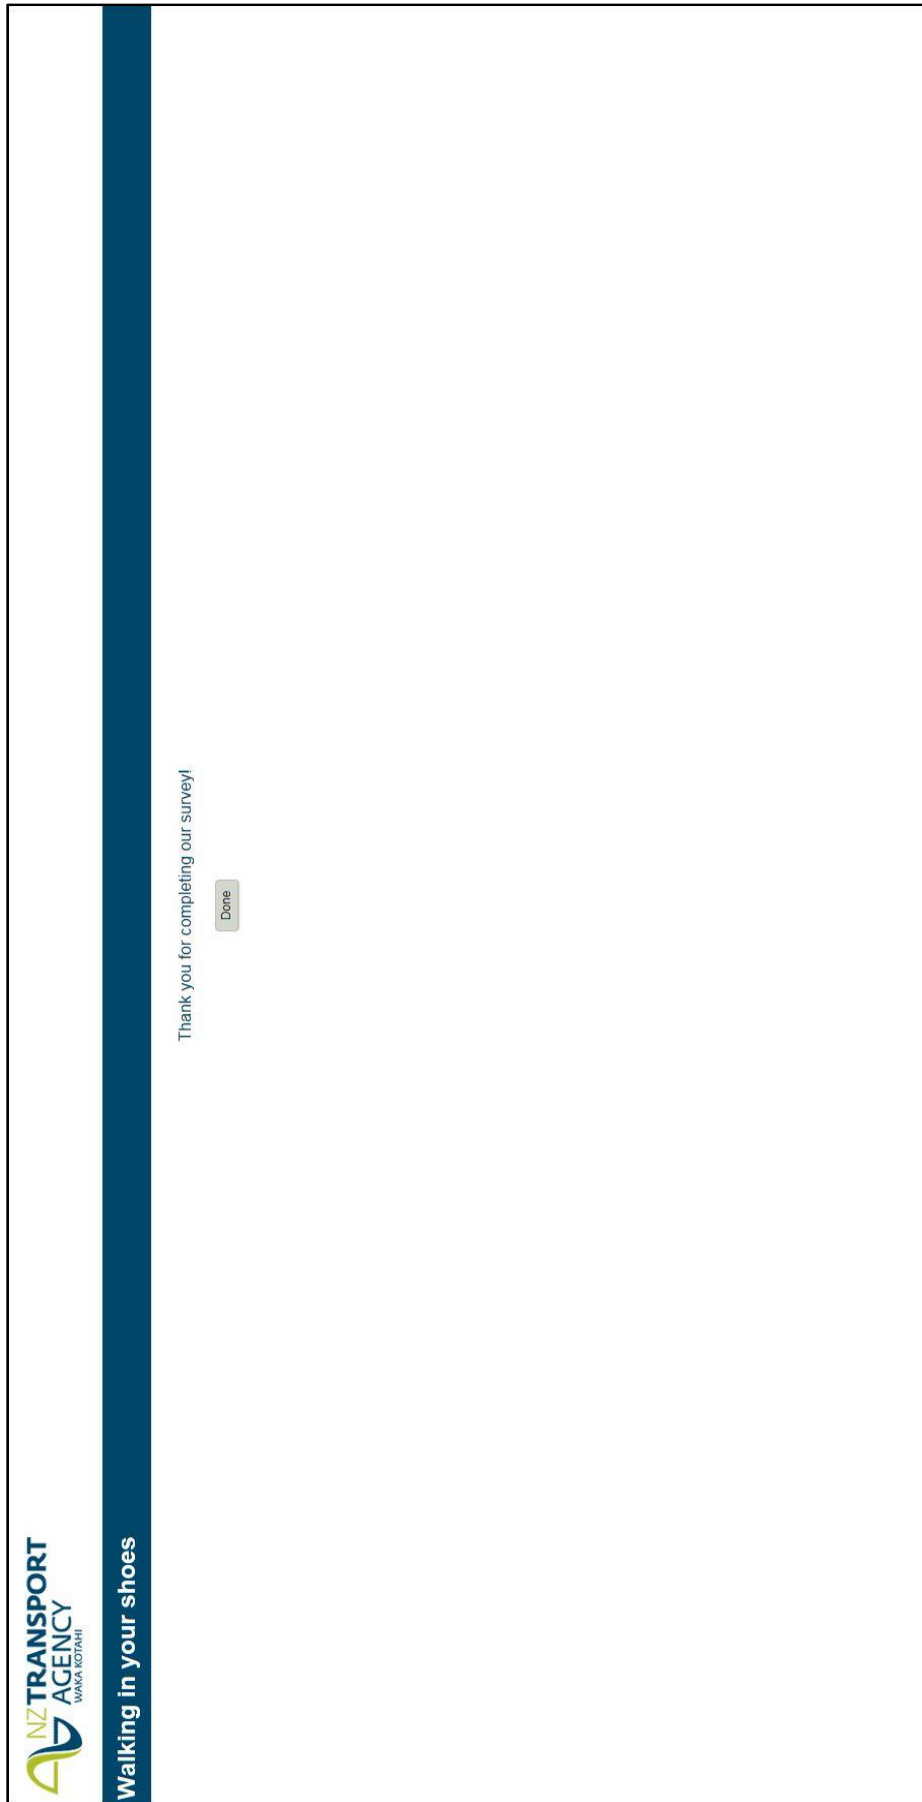 NZ TRANSPORT
AGENCY
WAKA KOTAHI
Walking in your shoes
Thank you for completing our survey!
Done